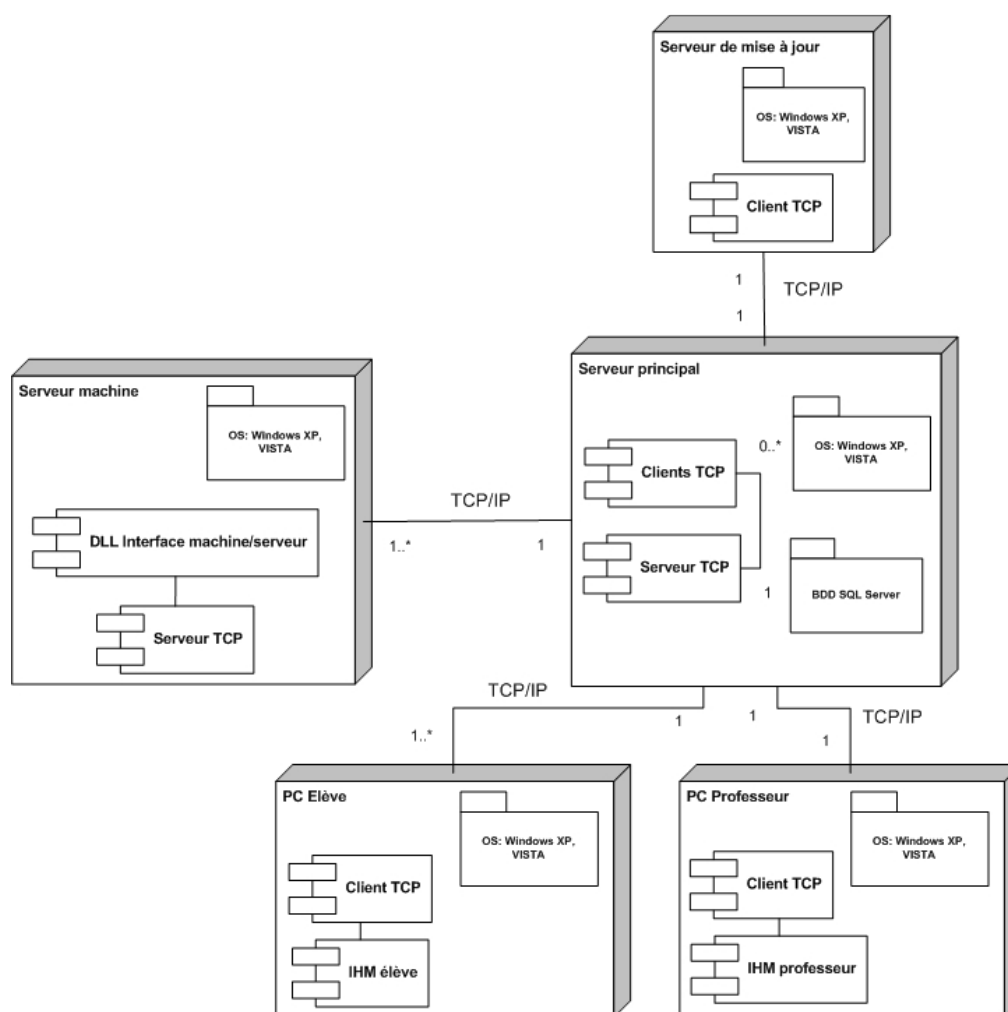 Serveur de mise à jour
OS: Windows XP,
VISTA
Client TCP
1
TCP/IP
1
Serveur principal
OS: Windows XP,
VISTA
0..*
Clients TCP
Serveur TCP
1
BDD SQL Server
Serveur machine
OS: Windows XP,
VISTA
DLL Interface machine/serveur
Serveur TCP
TCP/IP
1..*
1
TCP/IP
1..*
1
1
TCP/IP
1
PC Elève
OS: Windows XP,
VISTA
Client TCP
IHM élève
PC Professeur
OS: Windows XP,
VISTA
Client TCP
IHM professeur